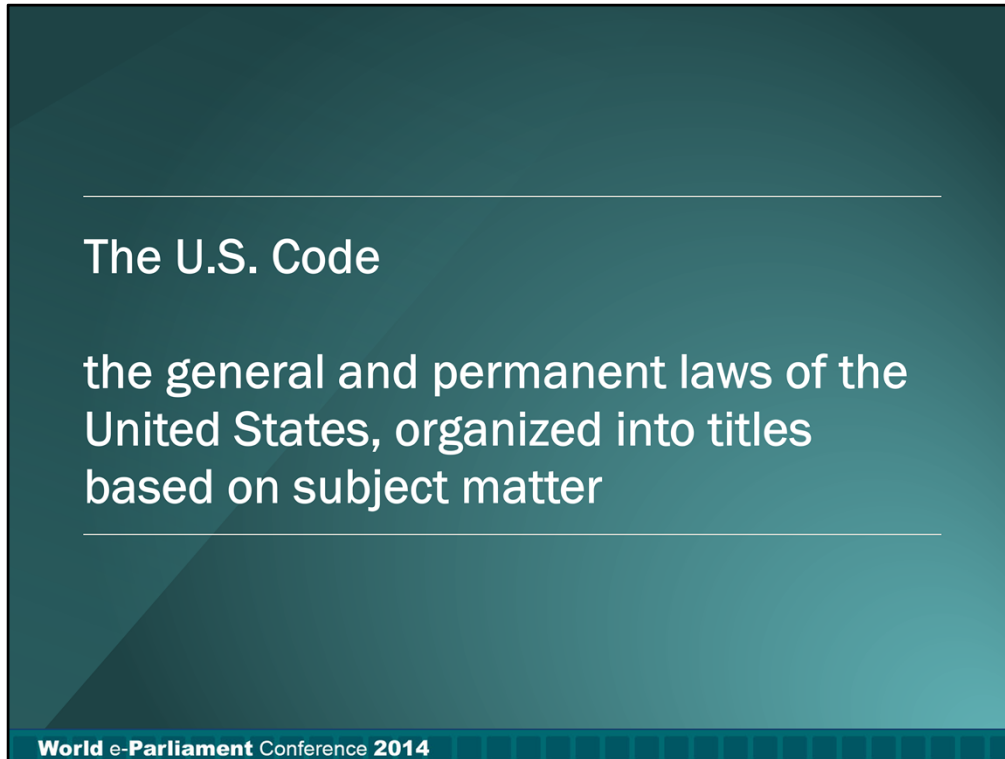 The U.S. Code
the general and permanent laws of the
United States, organized into titles
based on subject matter
World e-Parliament Conference 2014